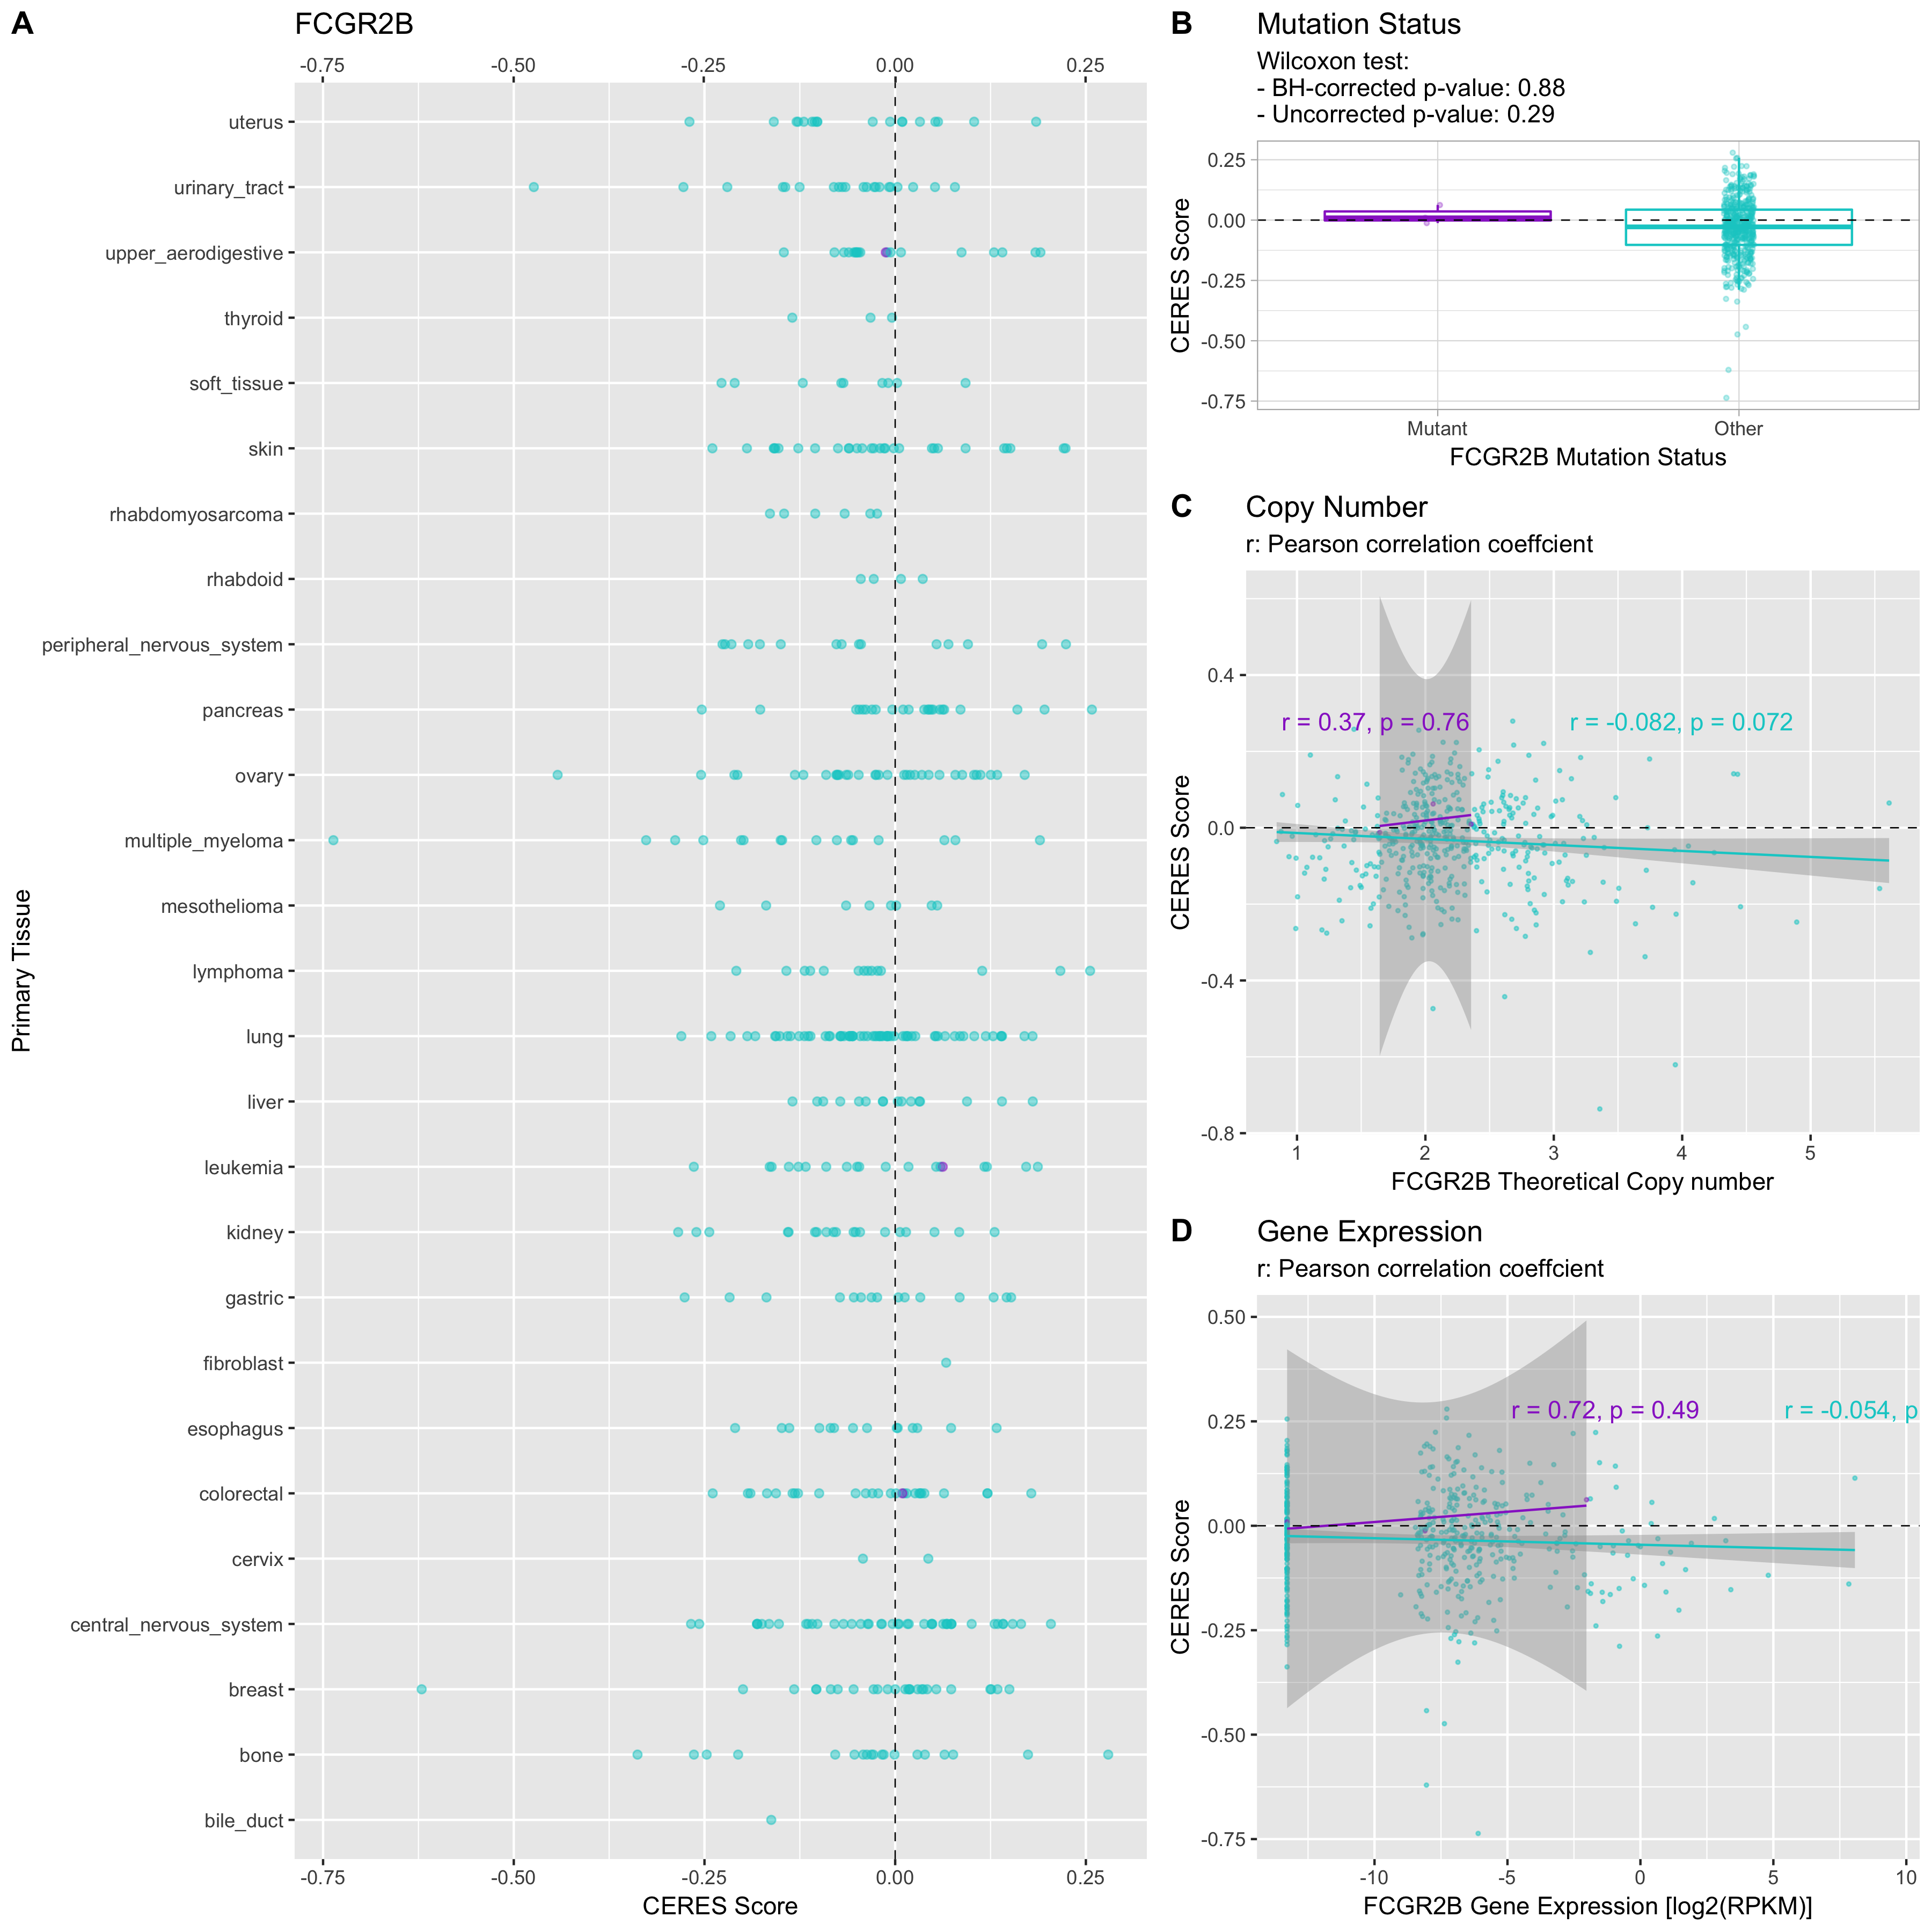 A
FCGR2B
-0.75 -0.50 -0.25 0.00 0.25
uterus
urinary_tract
upper_aerodigestive
thyroid
soft_tissue
skin
rhabdomyosarcoma
rhabdoid
peripheral_nervous_system
pancreas
ovary
multiple_myeloma
mesothelioma
lymphoma
lung
liver
leukemia
kidney
gastric
fibroblast
esophagus
colorectal
cervix
central_nervous_system
breast
bone
bile_duct
Primary Tissue
-0.75 -0.50 -0.25 0.00 0.25
CERES Score
B
Mutation Status
Wilcoxon test:
- BH-corrected p-value: 0.88
- Uncorrected p-value: 0.29
0.25
0.00
-0.25
-0.50
-0.75
CERES Score
Mutant Other
FCGR2B Mutation Status
C
Copy Number
r: Pearson correlation coeffcient
r = 0.37, p = 0.76
r = -0.082, p = 0.072
0.4
0.0
-0.4
-0.8
CERES Score
1 2 3 4 5
FCGR2B Theoretical Copy number
D
Gene Expression
r: Pearson correlation coeffcient
r = 0.72, p = 0.49
r = -0.054, p
0.50
0.25
0.00
-0.25
-0.50
-0.75
CERES Score
-10 -5 0 5 10
FCGR2B Gene Expression [log2(RPKM)]